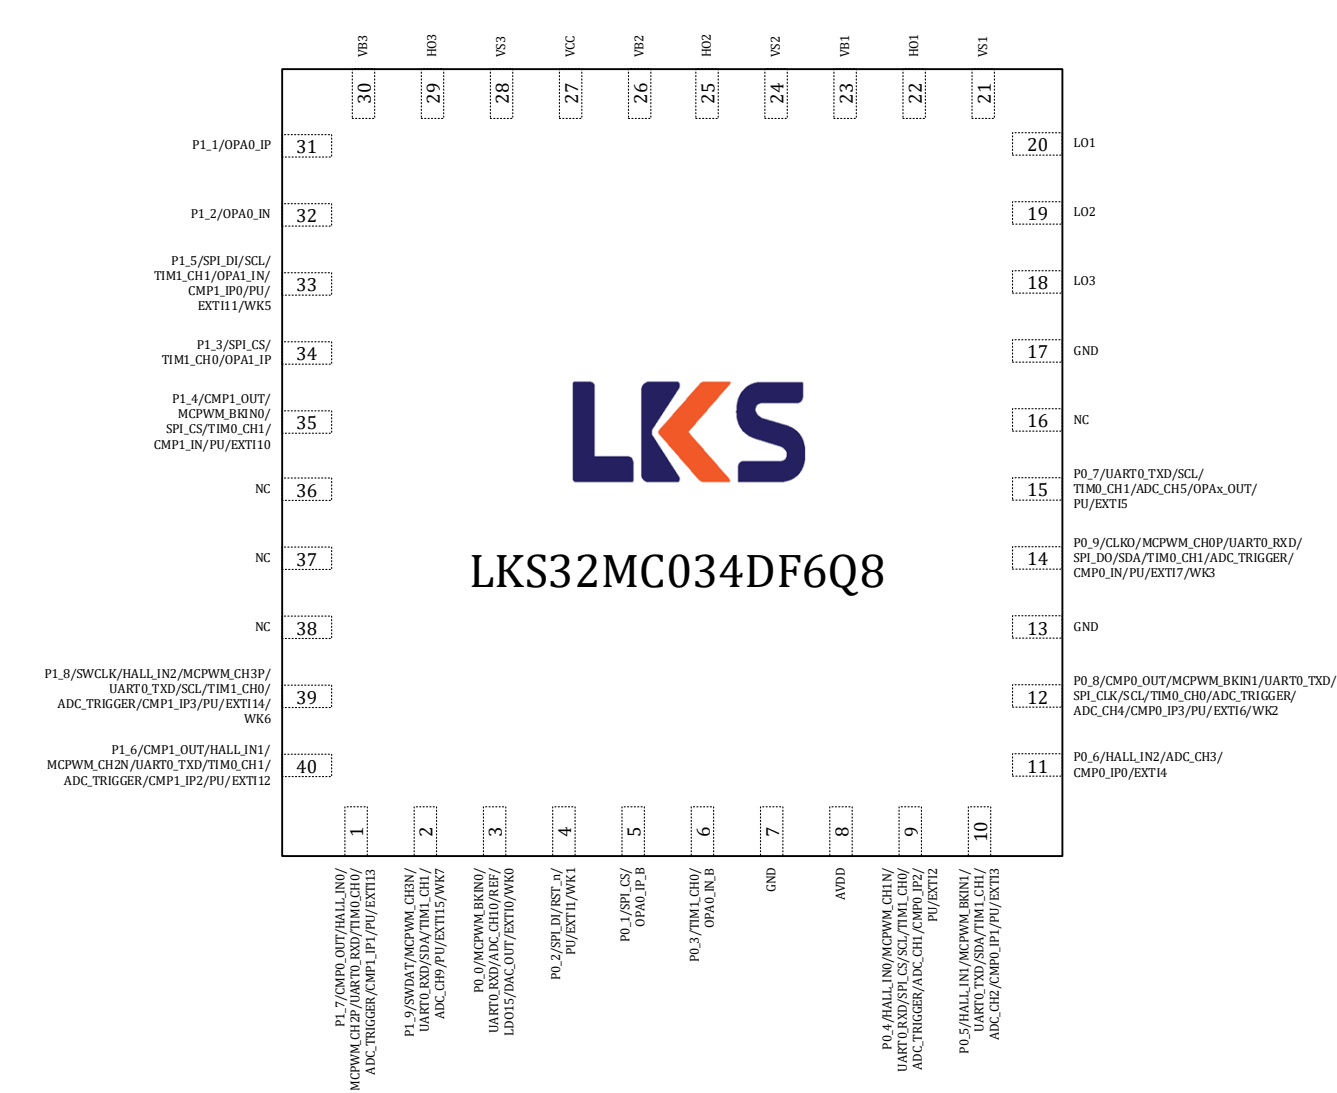 VB3
HO3
VS3
VCC
VB2
HO2
VS2
VB1
HO1
VS1
30
29
28
27
26
25
24
23
22
21
P1_1/OPA0_IP
31
P1_2/OPA0_IN
32
P1_5/SPI_DI/SCL/
TIM1_CH1/OPA1_IN/
CMP1_IP0/PU/
EXTI11/WK5
33
P1_3/SPI_CS/
TIM1_CH0/OPA1_IP
34
P1_4/CMP1_OUT/
MCPWM_BKIN0/
SPI_CS/TIM0_CH1/
CMP1_IN/PU/EXTI10
35
NC
36
NC
37
NC
38
P1_8/SWCLK/HALL_IN2/MCPWM_CH3P/
UART0_TXD/SCL/TIM1_CH0/
ADC_TRIGGER/CMP1_IP3/PU/EXTI14/
WK6
39
P1_6/CMP1_OUT/HALL_IN1/
MCPWM_CH2N/UART0_TXD/TIM0_CH1/
ADC_TRIGGER/CMP1_IP2/PU/EXTI12
40
LKS
LKS32MC034DF6Q8
20
LO1
19
LO2
18
LO3
17
GND
16
NC
15
P0_7/UART0_TXD/SCL/
TIM0_CH1/ADC_CH5/OPAx_OUT/
PU/EXTI5
14
P0_9/CLKO/MCPWM_CH0P/UART0_RXD/
SPI_DO/SDA/TIM0_CH1/ADC_TRIGGER/
CMP0_IN/PU/EXTI7/WK3
13
GND
12
P0_8/CMP0_OUT/MCPWM_BKIN1/UART0_TXD/
SPI_CLK/SCL/TIM0_CH0/ADC_TRIGGER/
ADC_CH4/CMP0_IP3/PU/EXTI6/WK2
11
P0_6/HALL_IN2/ADC_CH3/
CMP0_IP0/EXTI4
1
2
3
4
5
6
7
8
9
10
P1_7/CMP0_OUT/HALL_IN0/
MCPWM_CH2P/UART0_RXD/TIM0_CH0/
ADC_TRIGGER/CMP1_IP1/PU/EXTI13
P1_9/SWDAT/MCPWM_CH3N/
UART0_RXD/SDA/TIM1_CH1/
ADC_CH9/PU/EXTI15/WK7
P0_0/MCPWM_BKIN0/
UART0_RXD/ADC_CH10/REF/
LDO15/DAC_OUT/EXTI0/WK0
P0_2/SPI_DI/RST_n/
PU/EXTI1/WK1
P0_1/SPI_CS/
OPA0_IP_B
P0_3/TIM1_CH0/
OPA0_IN_B
GND
AVDD
P0_4/HALL_IN0/MCPWM_CH1N/
UART0_RXD/SPI_CS/SCL/TIM1_CH0/
ADC_TRIGGER/ADC_CH1/CMP0_IP2/
PU/EXTI2
P0_5/HALL_IN1/MCPWM_BKIN1/
UART0_TXD/SDA/TIM1_CH1/
ADC_CH2/CMP0_IP1/PU/EXTI3